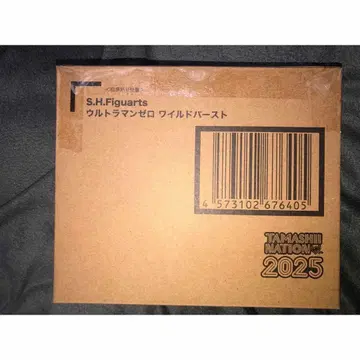 S.H.Figuarts
ウルトラマンゼロ ワイルドバースト
4 573102 676405
TAMASHII
NATION
2025